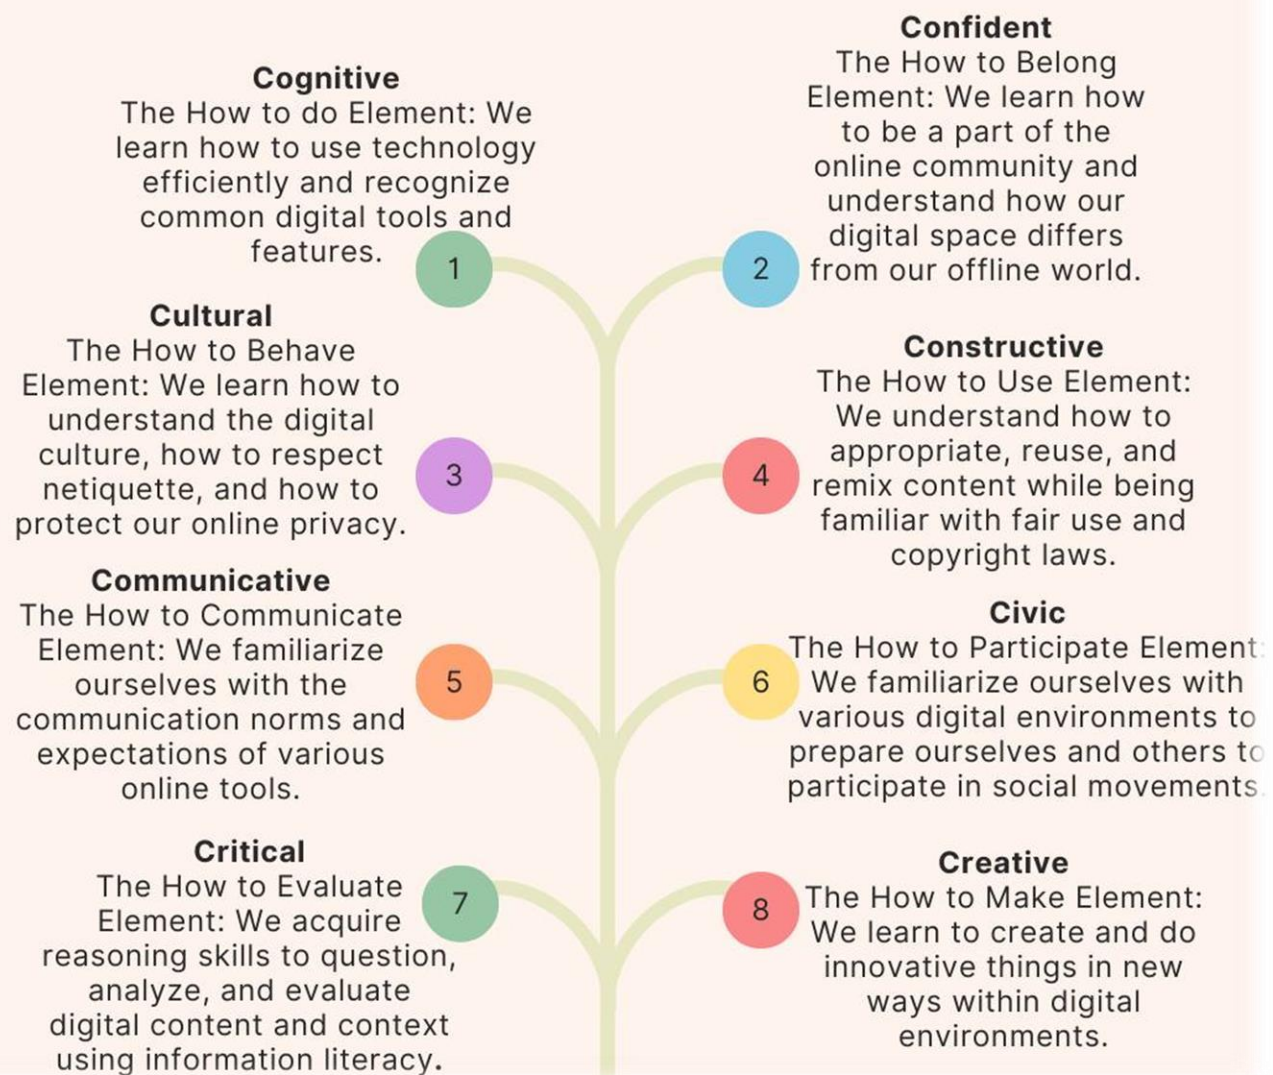 Cognitive
The How to do Element: We
learn how to use technology
efficiently and recognize
common digital tools and
features.
1
Confident
The How to Belong
Element: We learn how
to be a part of the
online community and
understand how our
digital space differs
from our offline world.
2
Cultural
The How to Behave
Element: We learn how to
understand the digital
culture, how to respect
netiquette, and how to
protect our online privacy.
3
Constructive
The How to Use Element:
We understand how to
appropriate, reuse, and
remix content while being
familiar with fair use and
copyright laws.
4
Communicative
The How to Communicate
Element: We familiarize
ourselves with the
communication norms and
expectations of various
online tools.
5
Civic
The How to Participate Element:
We familiarize ourselves with
various digital environments to
prepare ourselves and others to
participate in social movements.
6
Critical
The How to Evaluate
Element: We acquire
reasoning skills to question,
analyze, and evaluate
digital content and context
using information literacy.
7
Creative
The How to Make Element:
We learn to create and do
innovative things in new
ways within digital
environments.
8